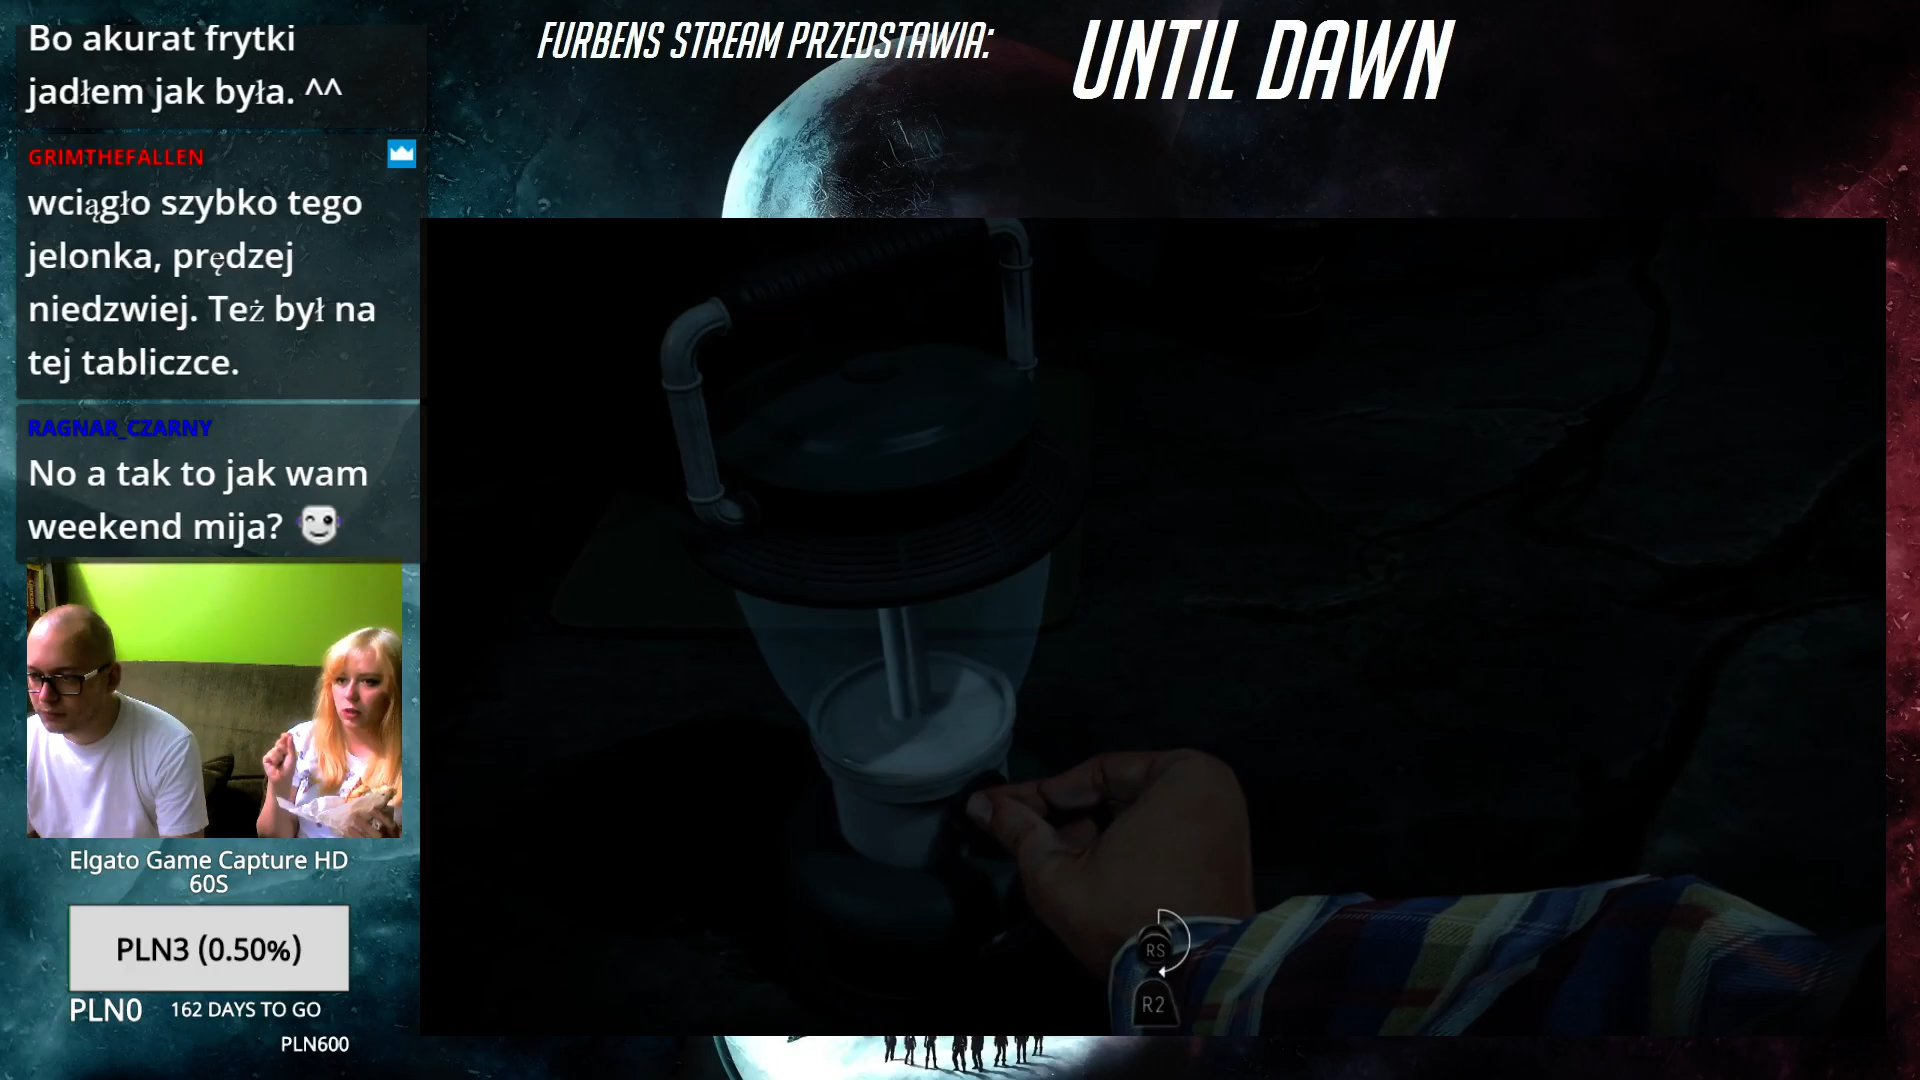 FURBENS STREAM PRZEDSTAWIA:
UNTIL DAWN
Bo akurat frytki
jadłem jak była. ^^
GRIMTHEFALLEN
wciągło szybko tego
jelonka, prędzej
niedzwiej. Też był na
tej tabliczce.
RAGNAR_CZARNY
No a tak to jak wam
weekend mija?
Elgato Game Capture HD
60S
PLN3 (0.50%)
PLN0 162 DAYS TO GO
PLN600
RS
R2